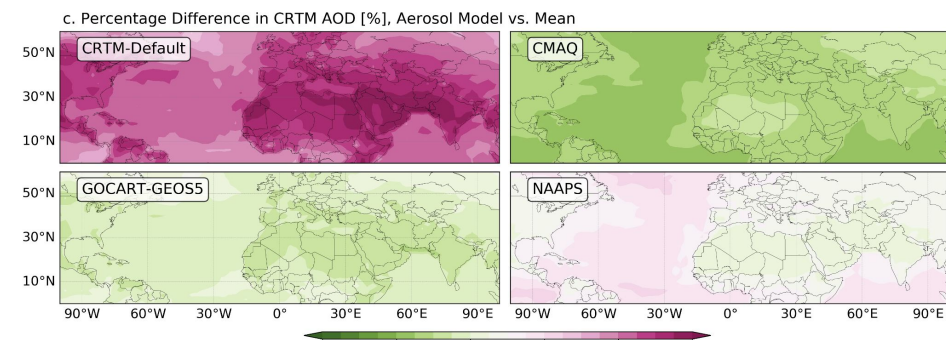 c. Percentage Difference in CRTM AOD [%], Aerosol Model vs. Mean
CRTM-Default CMAQ
50°N
30°N
10°N
GOCART-GEOS5 NAAPS
50°N
30°N
10°N
90°W 60°W 30°W 0° 30°E 60°E 90°E 90°W 60°W 30°W 0° 30°E 60°E 90°E